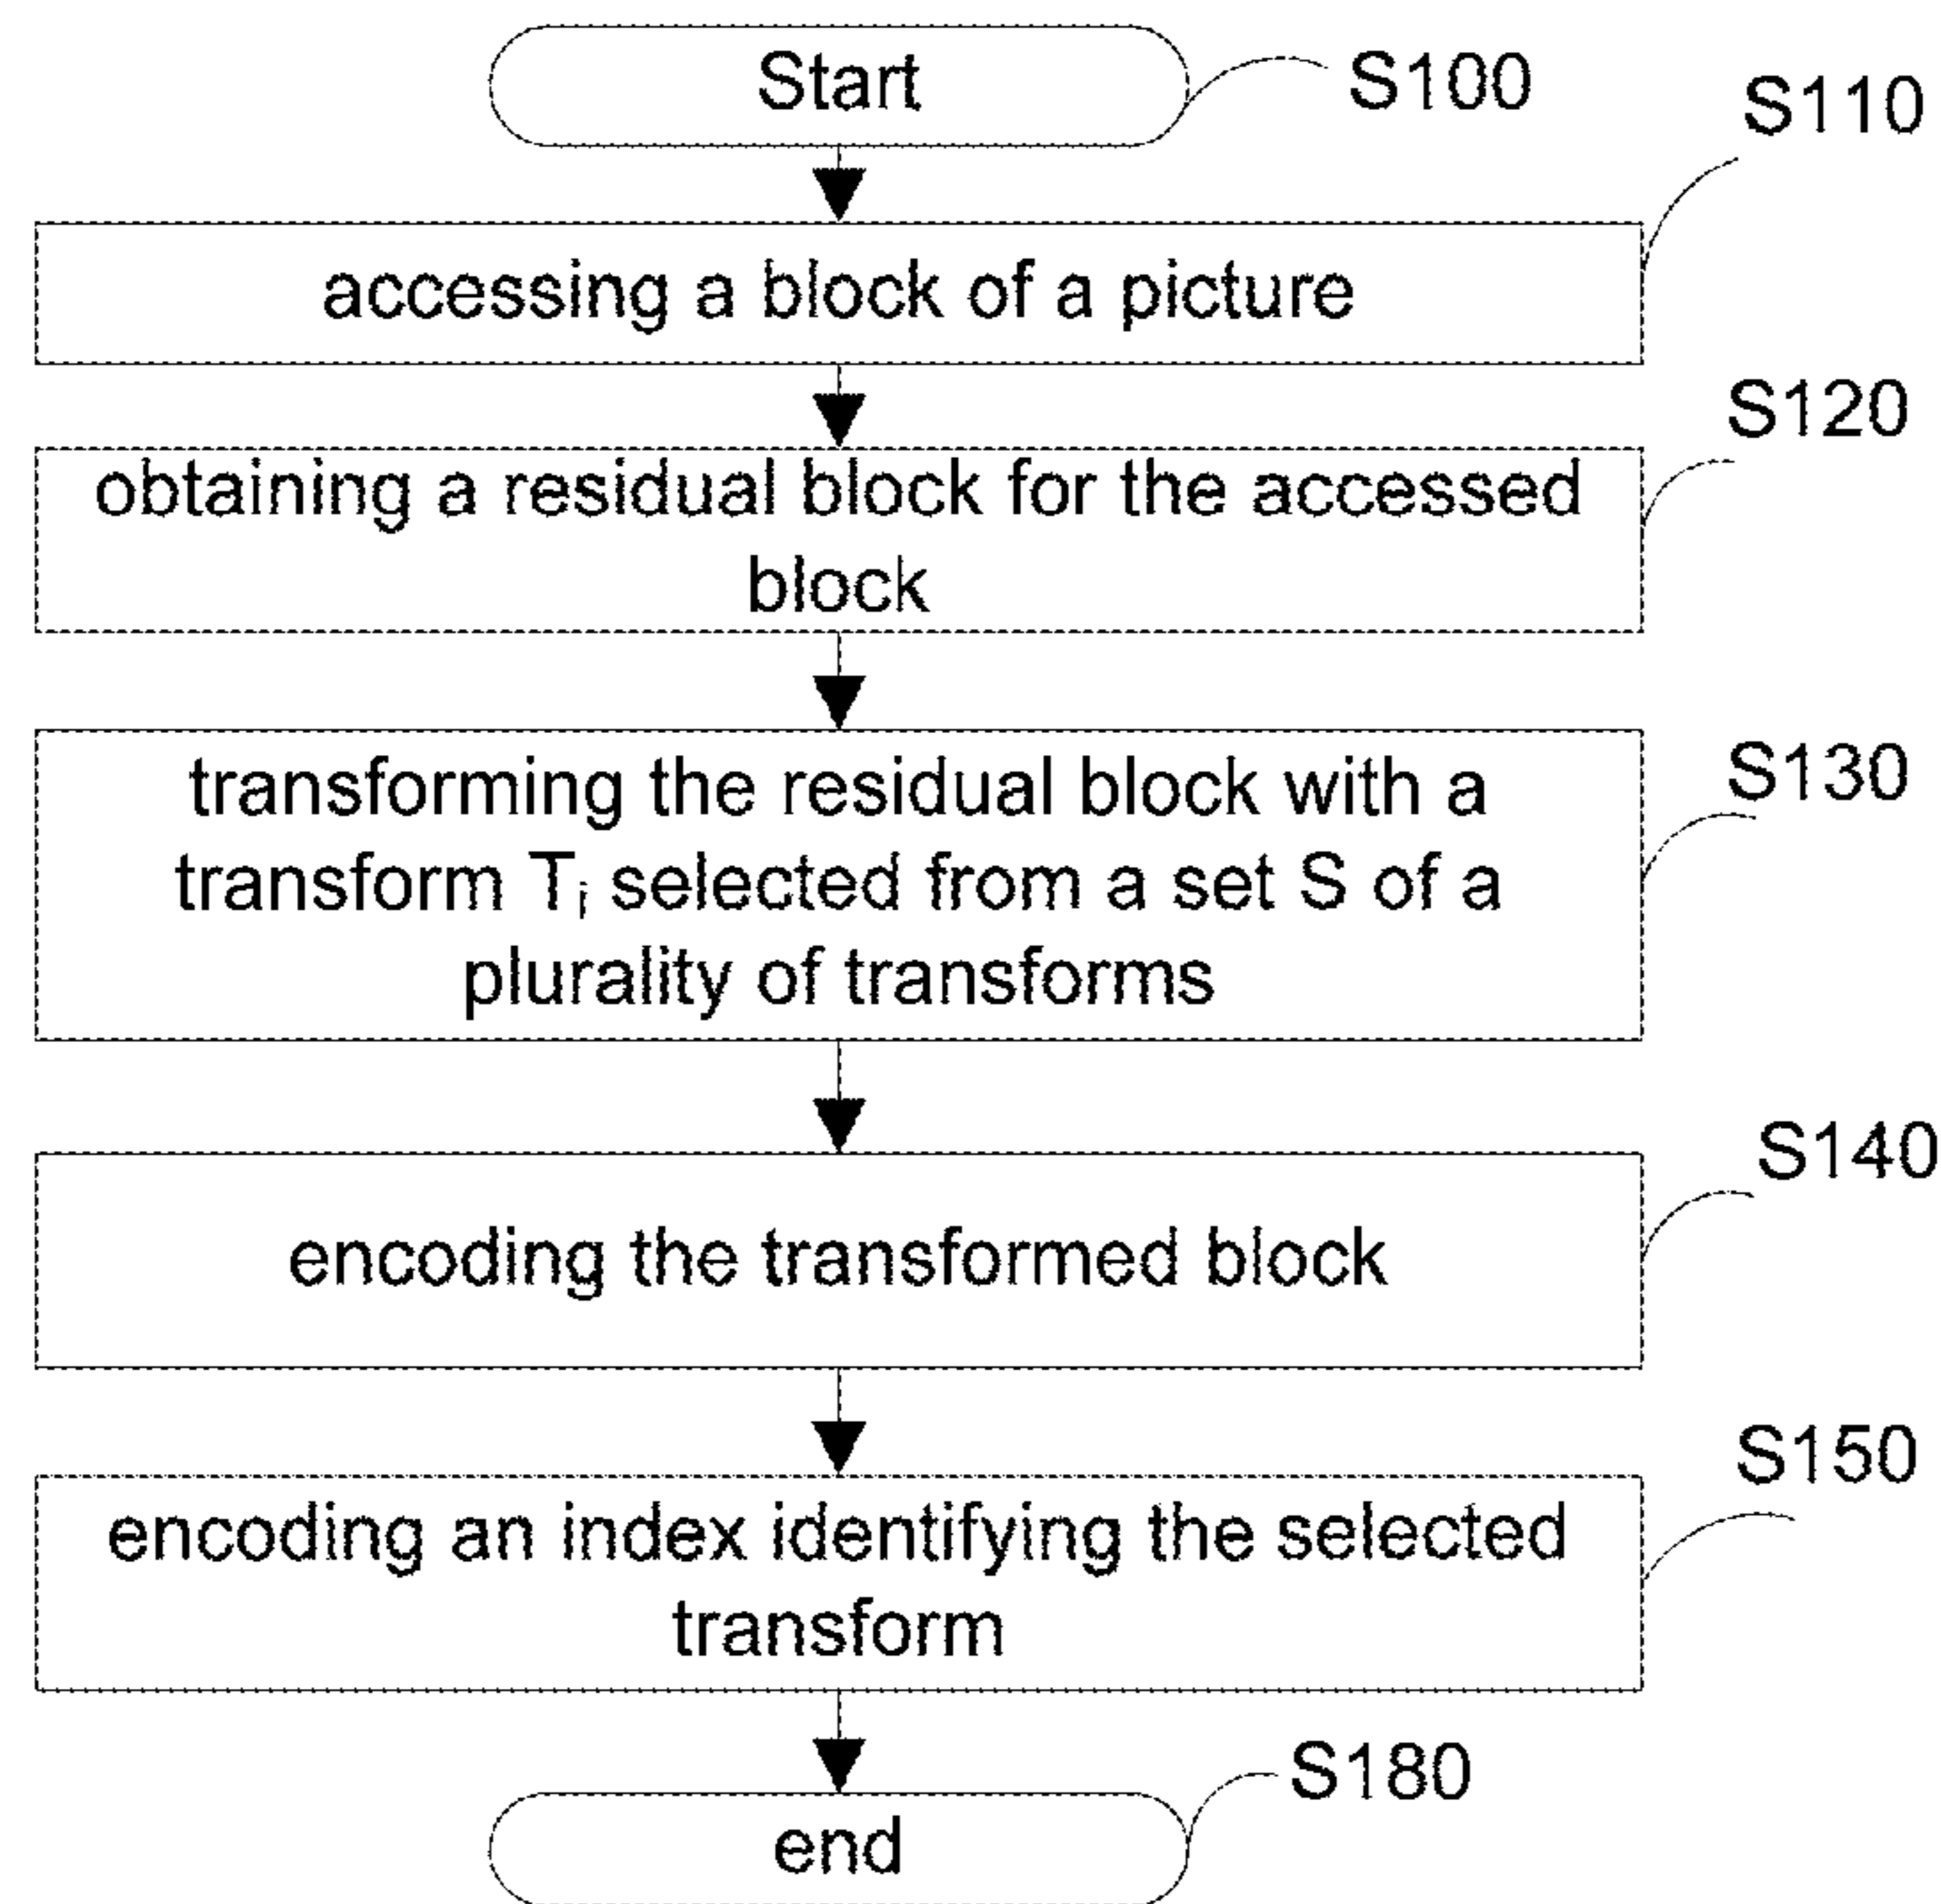 Start
S100
S110
accessing a block of a picture
S120
obtaining a residual block for the accessed
block
S130
transforming the residual block with a
transform Tj selected from a set S of a
plurality of transforms
S140
encoding the transformed block
S150
encoding an index identifying the selected
transform
S180
end